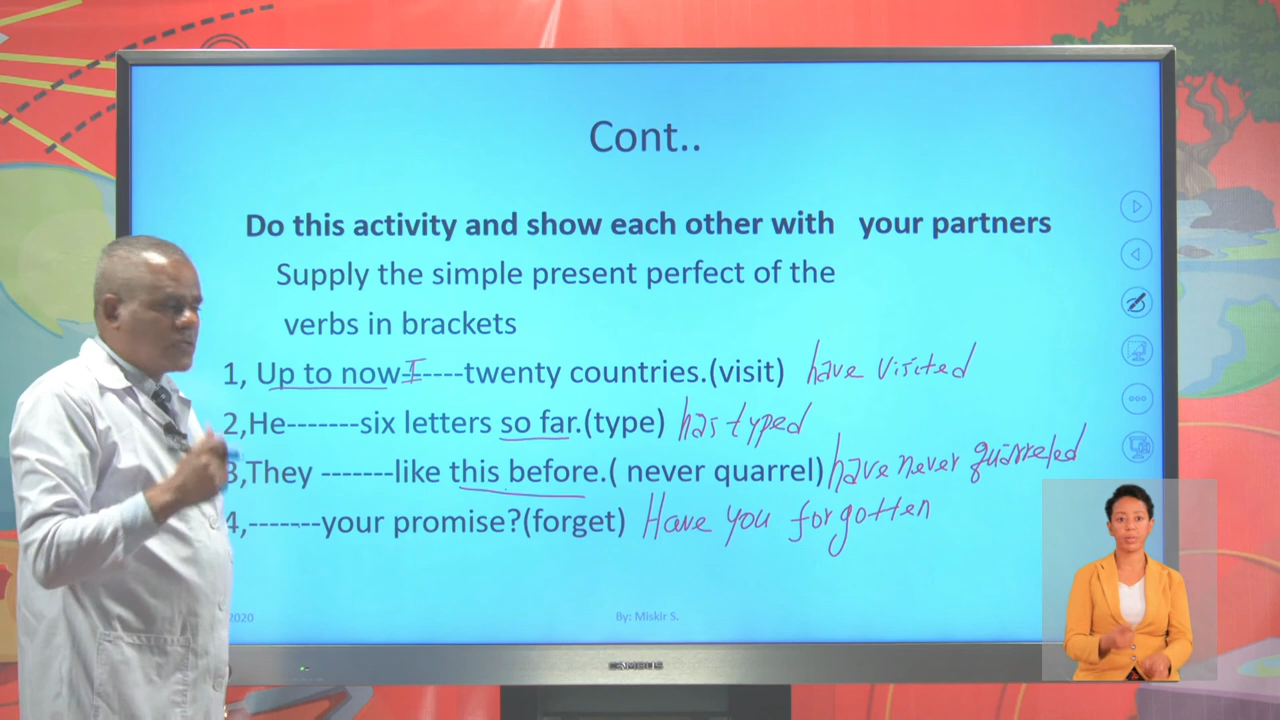 Cont..
Do this activity and show each other with your partners
Supply the simple present perfect of the
verbs in brackets
1, Up to now-I----twenty countries.(visit) have visited
2,He-------six letters so far.(type) has typed
3,They -------like this before.( never quarrel) have never quarreled
4,-------your promise?(forget) Have you forgotten
2020 By: Miskir S.